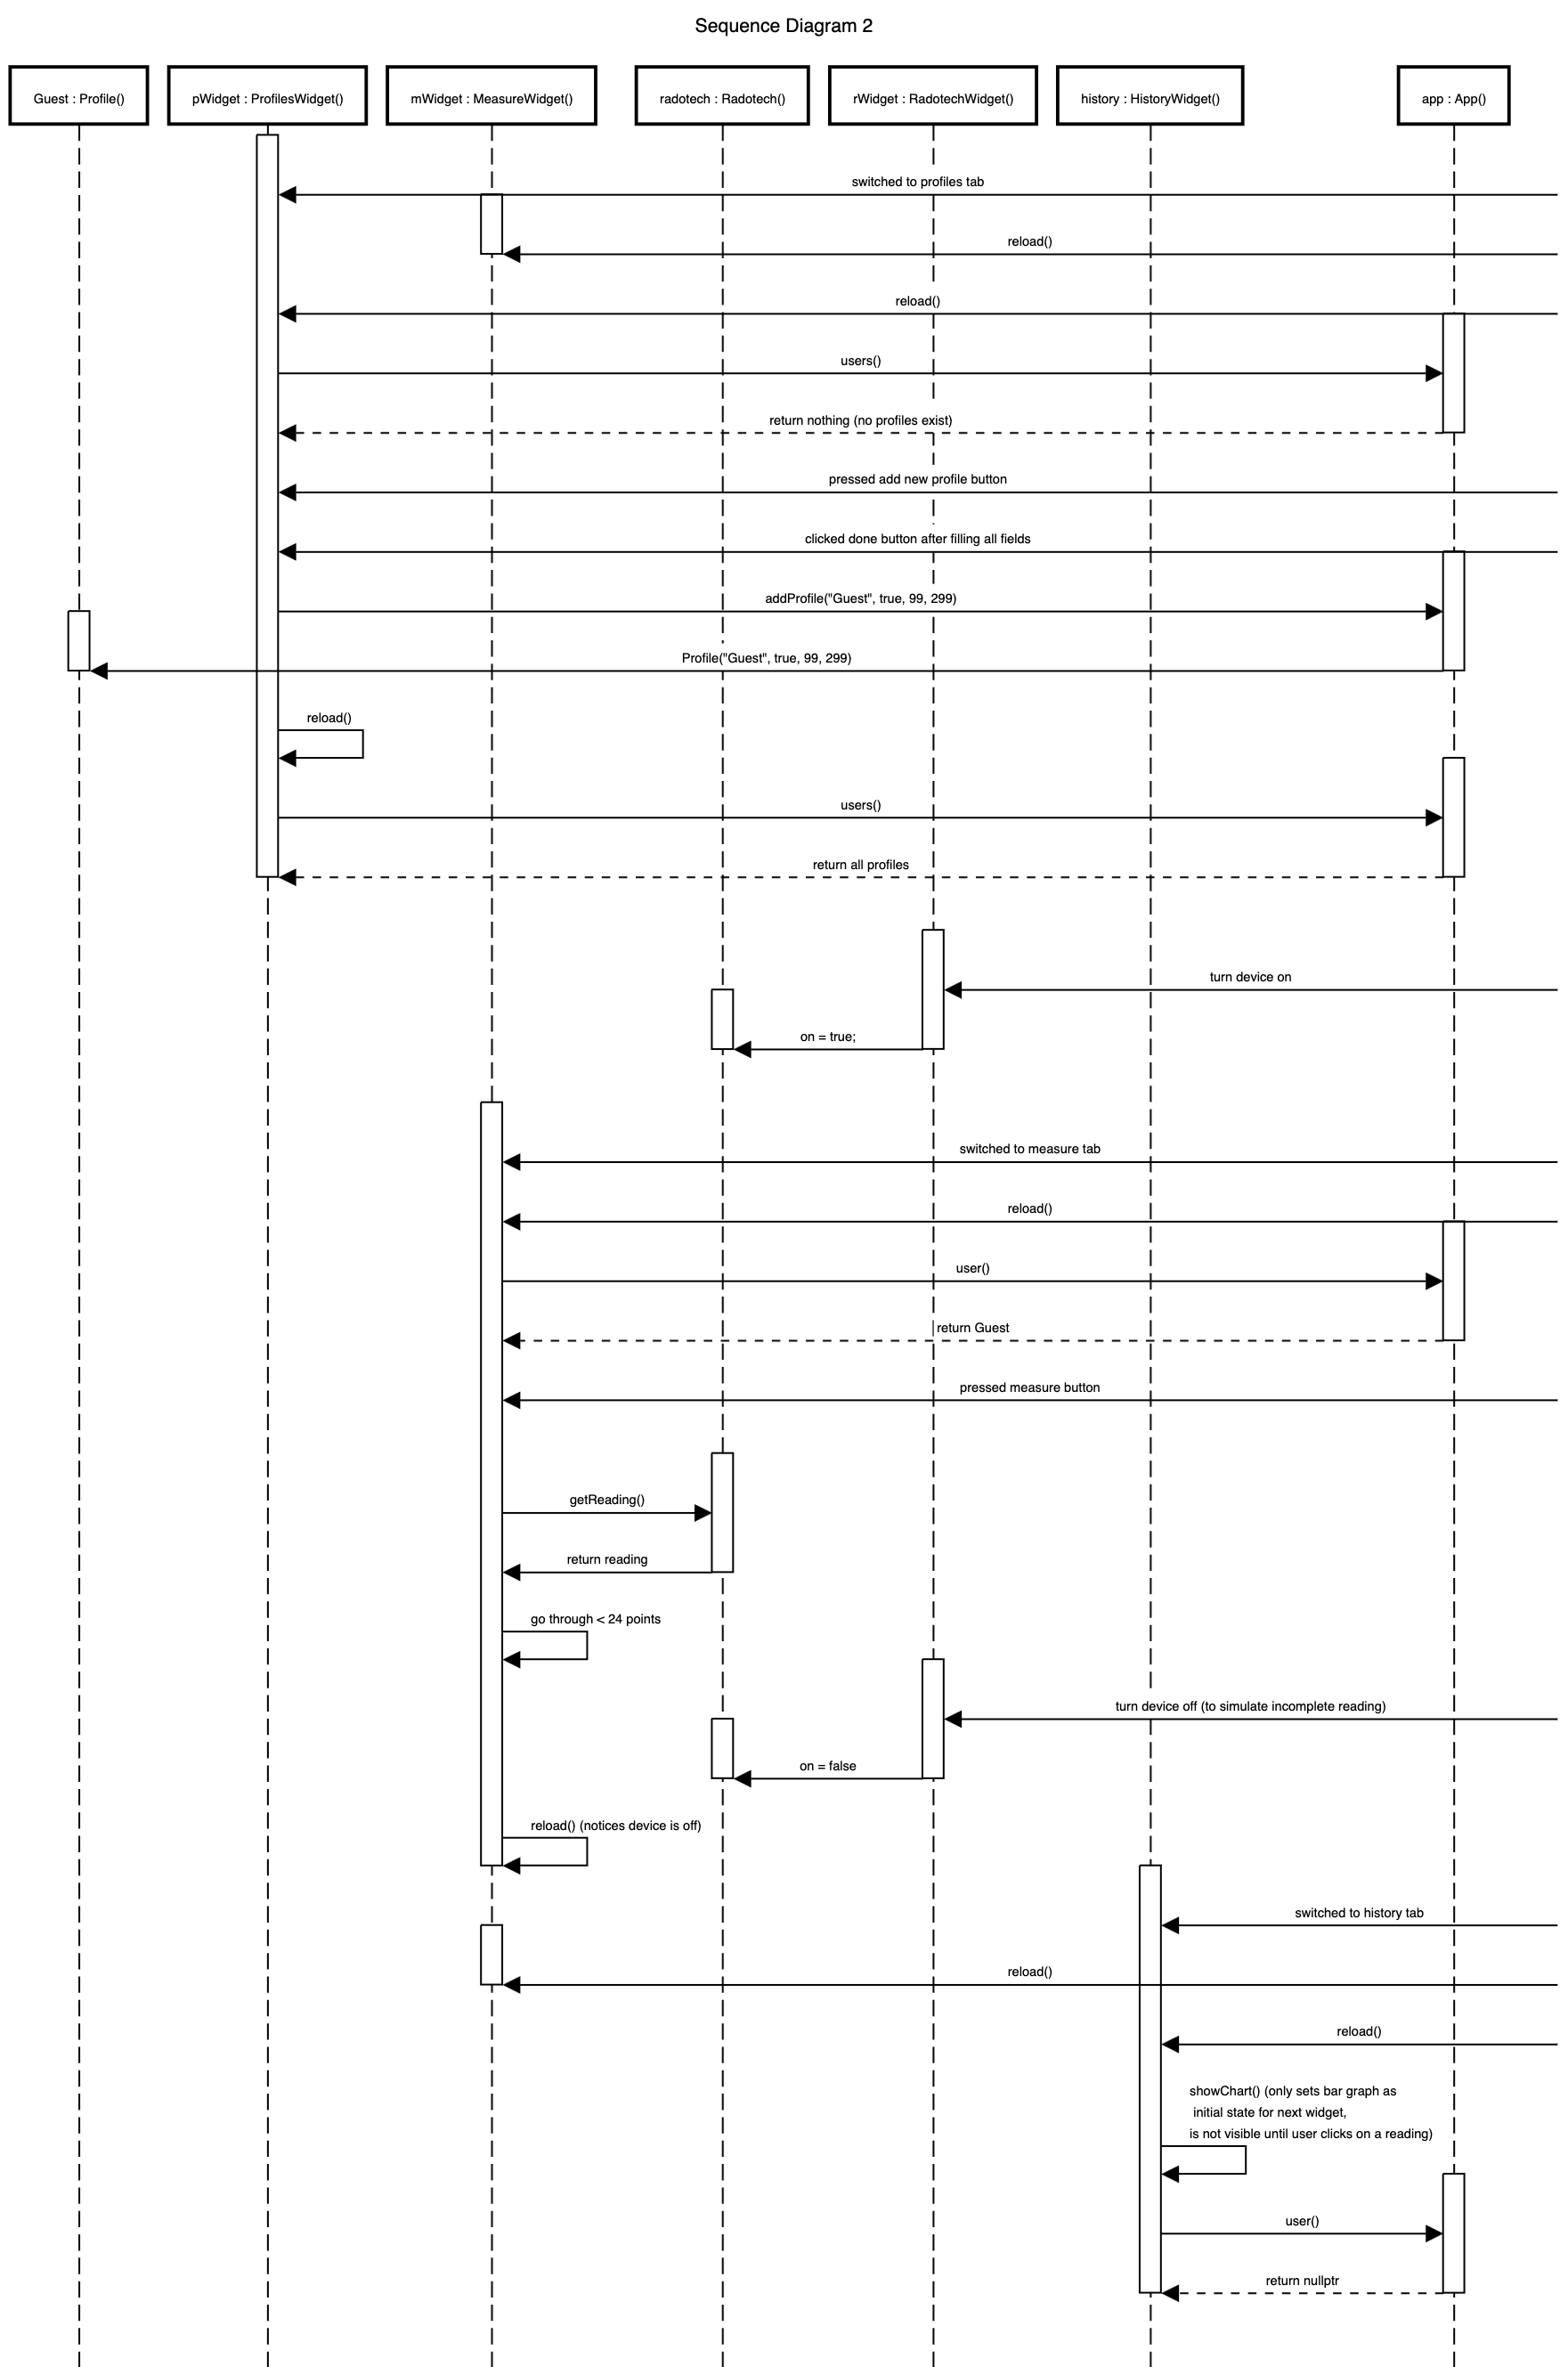 Sequence Diagram 2
Guest : Profile()
pWidget : ProfilesWidget()
mWidget : MeasureWidget()
radotech : Radotech()
rWidget : RadotechWidget()
history : HistoryWidget()
app : App()
switched to profiles tab
reload()
reload()
users()
return nothing (no profiles exist)
pressed add new profile button
clicked done button after filling all fields
addProfile("Guest", true, 99, 299)
Profile("Guest", true, 99, 299)
reload()
users()
return all profiles
turn device on
on = true;
switched to measure tab
reload()
user()
return Guest
pressed measure button
getReading()
return reading
go through < 24 points
turn device off (to simulate incomplete reading)
on = false
reload() (notices device is off)
switched to history tab
reload()
reload()
showChart() (only sets bar graph as
initial state for next widget,
is not visible until user clicks on a reading)
user()
return nullptr